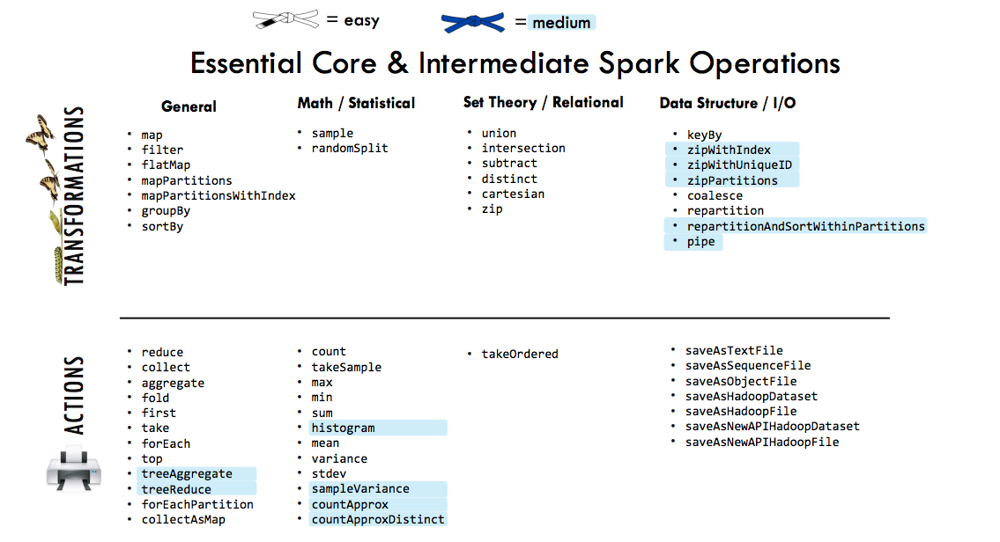 = easy
= medium
Essential Core & Intermediate Spark Operations
TRANSFORMATIONS
General
• map
• filter
• flatMap
• mapPartitions
• mapPartitionsWithIndex
• groupBy
• sortBy
Math / Statistical
• sample
• randomSplit
Set Theory / Relational
• union
• intersection
• subtract
• distinct
• cartesian
• zip
Data Structure / I/O
• keyBy
• zipWithIndex
• zipWithUniqueID
• zipPartitions
• coalesce
• repartition
• repartitionAndSortWithinPartitions
• pipe
ACTIONS
• reduce
• collect
• aggregate
• fold
• first
• take
• forEach
• top
• treeAggregate
• treeReduce
• forEachPartition
• collectAsMap
• count
• takeSample
• max
• min
• sum
• histogram
• mean
• variance
• stdev
• sampleVariance
• countApprox
• countApproxDistinct
• takeOrdered
• saveAsTextFile
• saveAsSequenceFile
• saveAsObjectFile
• saveAsHadoopDataset
• saveAsHadoopFile
• saveAsNewAPIHadoopDataset
• saveAsNewAPIHadoopFile